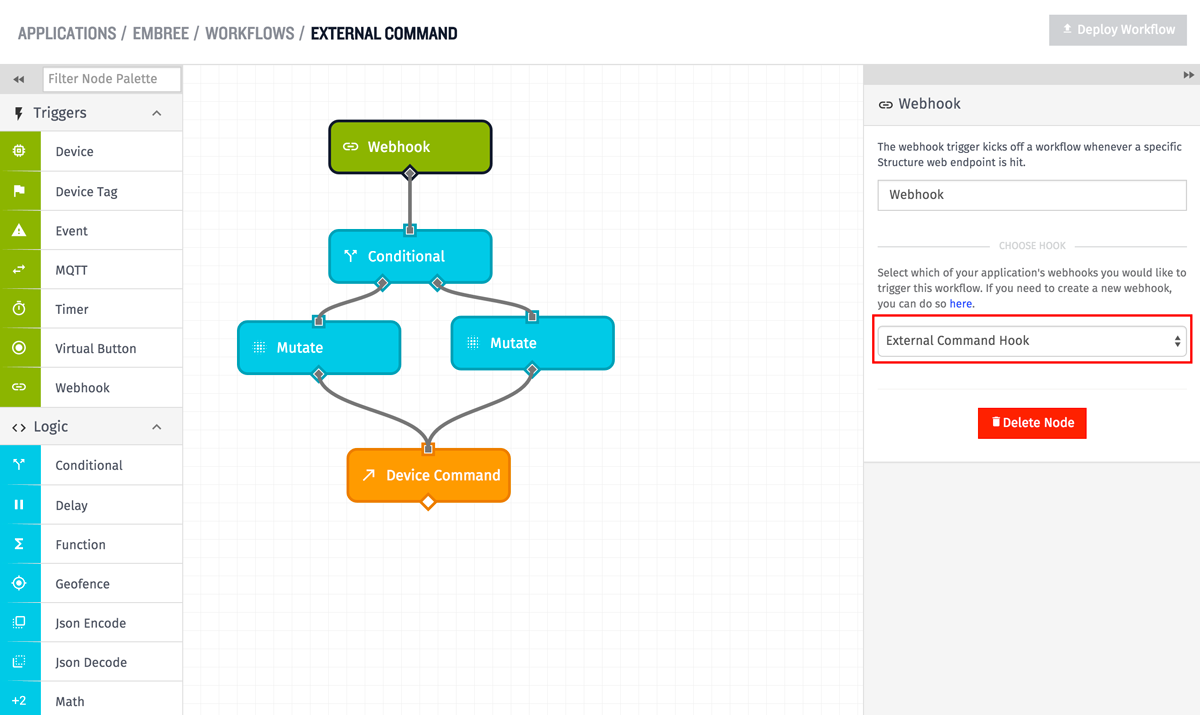 APPLICATIONS / EMBREE / WORKFLOWS / EXTERNAL COMMAND
Deploy Workflow
Filter Node Palette
Triggers
Device
Device Tag
Event
MQTT
Timer
Virtual Button
Webhook
Logic
Conditional
Delay
Function
Geofence
Json Encode
Json Decode
+2 Math
Webhook
Conditional
Mutate
Mutate
Device Command
Webhook
The webhook trigger kicks off a workflow whenever a specific
Structure web endpoint is hit.
Webhook
CHOOSE HOOK
Select which of your application's webhooks you would like to
trigger this workflow. If you need to create a new webhook,
you can do so here.
External Command Hook
Delete Node